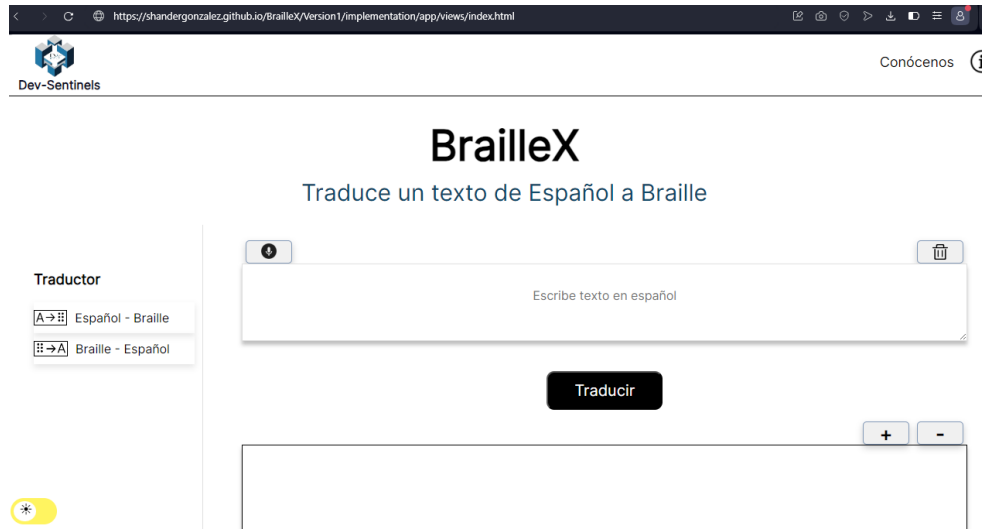 https://shandergonzalez.github.io/BrailleX/Version1/implementation/app/views/index.html
Dev-Sentinels
Conócenos
BrailleX
Traduce un texto de Español a Braille
Traductor
A→⠿ Español - Braille
⠿→A Braille - Español
Escribe texto en español
Traducir
+ -